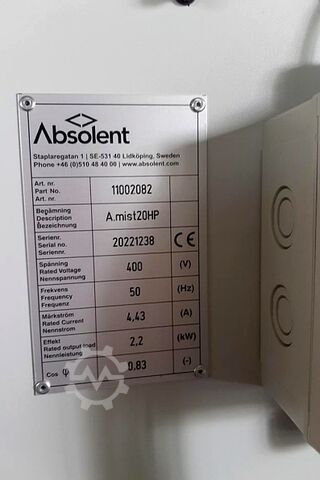 Absolent
Staplaregatan 1 | SE-531 40 Lidköping, Sweden
Phone +46 (0)510 48 40 00 | www.absolent.com
Art. nr.
Part No.
Art. nr.
11002082
Benämning
Description
Bezeichnung
A.mist20HP
Serienr.
Serial no.
Seriennr.
20221238
CE
Spänning
Rated Voltage
Nennspannung
400
(V)
Frekvens
Frequency
Frequenz
50
(Hz)
Märkström
Rated Current
Nennstrom
4,43
(A)
Effekt
Rated output load
Nennleistung
2,2
(kW)
Cos φ
0,83
(-)